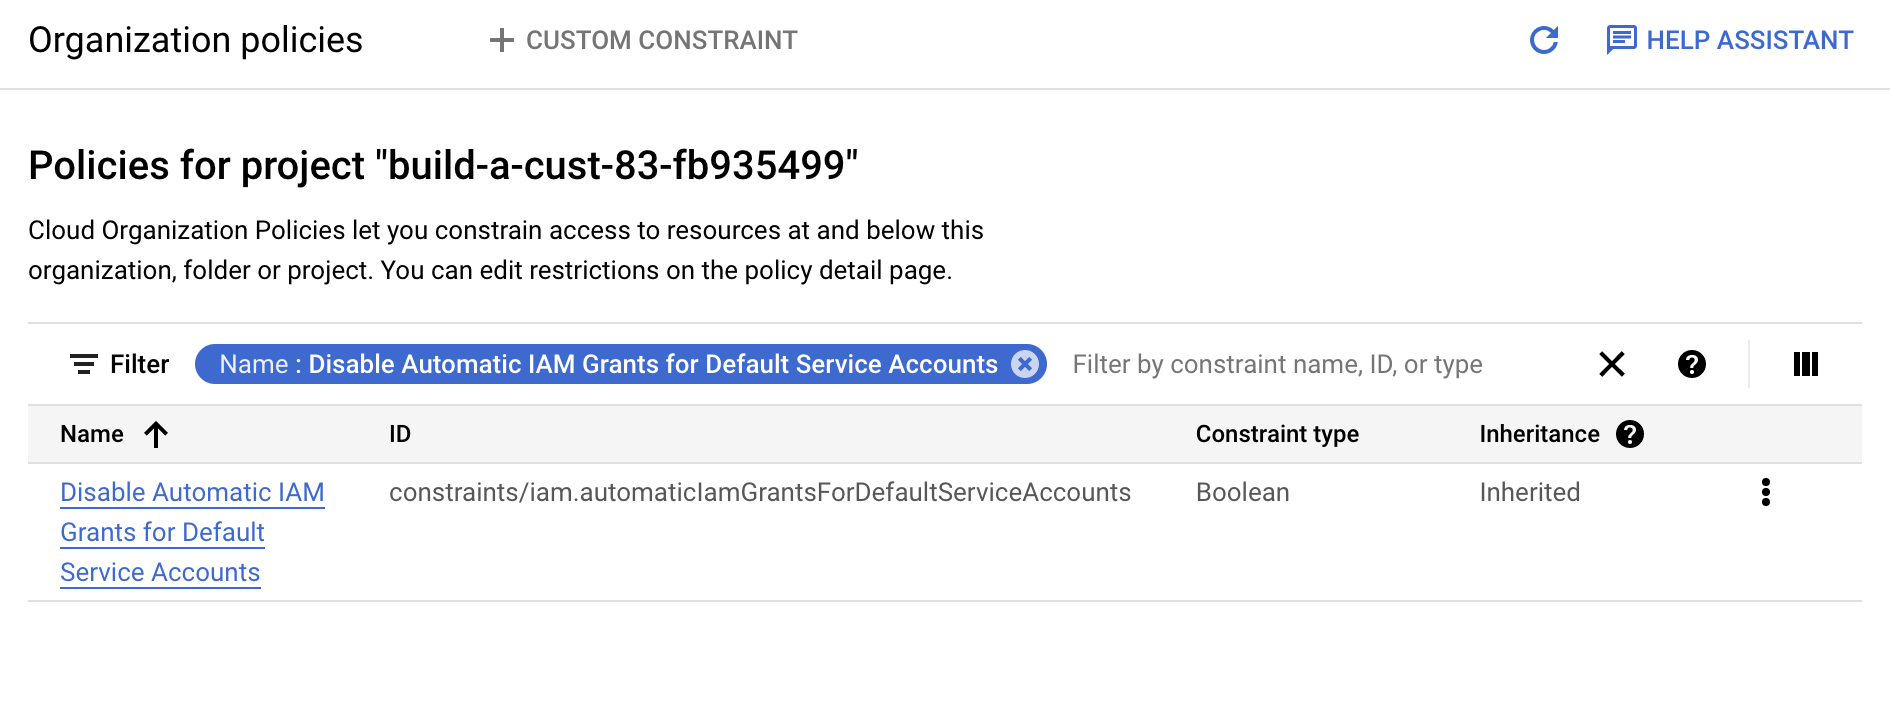 Organization policies
CUSTOM CONSTRAINT
HELP ASSISTANT
Policies for project "build-a-cust-83-fb935499"
Cloud Organization Policies let you constrain access to resources at and below this
organization, folder or project. You can edit restrictions on the policy detail page.
Filter
Name : Disable Automatic IAM Grants for Default Service Accounts
Filter by constraint name, ID, or type
Name
ID
Constraint type
Inheritance
Disable Automatic IAM
Grants for Default
Service Accounts
constraints/iam.automaticIamGrantsForDefaultServiceAccounts
Boolean
Inherited